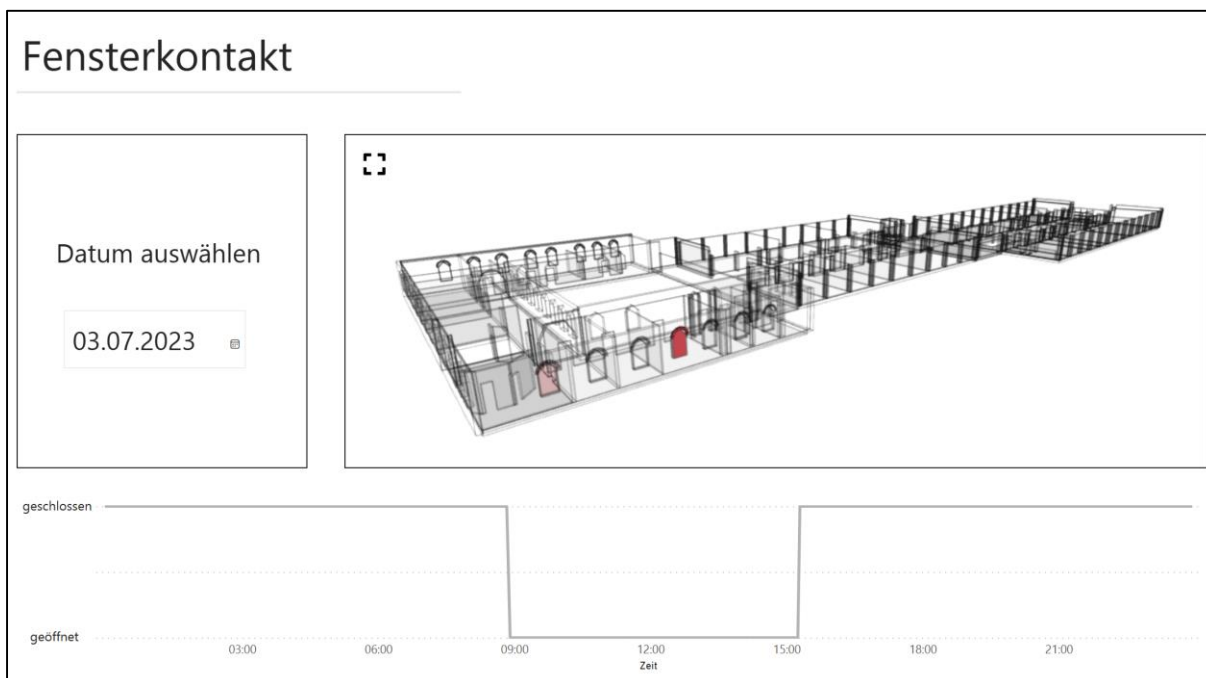 Fensterkontakt
Datum auswählen
03.07.2023
geschlossen
geöffnet
03:00 06:00 09:00 12:00 15:00 18:00 21:00
Zeit